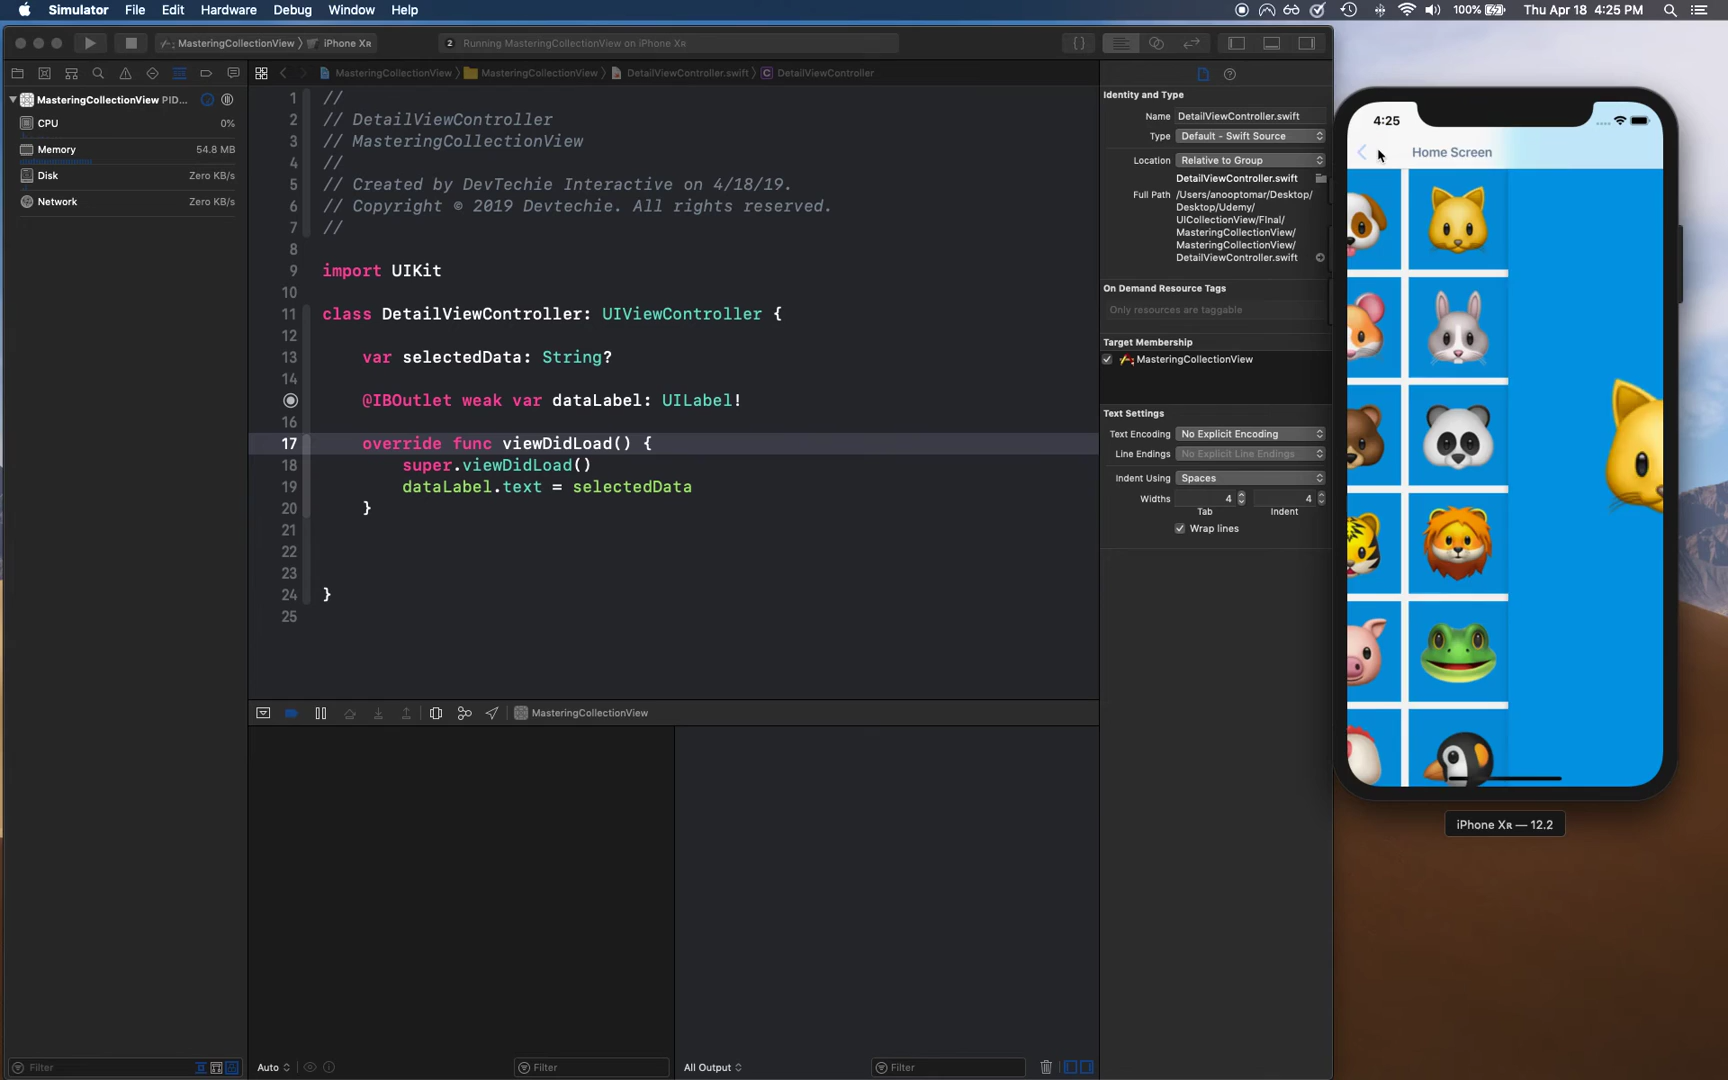 Simulator File Edit Hardware Debug Window Help
100% Thu Apr 18 4:25 PM
MasteringCollectionView 〉 iPhone Xʀ
2 Running MasteringCollectionView on iPhone Xʀ
MasteringCollectionView 〉 MasteringCollectionView 〉 DetailViewController.swift 〉 C DetailViewController
MasteringCollectionView PID...
CPU 0%
Memory 54.8 MB
Disk Zero KB/s
Network Zero KB/s
1 //
2 // DetailViewController
3 // MasteringCollectionView
4 //
5 // Created by DevTechie Interactive on 4/18/19.
6 // Copyright © 2019 Devtechie. All rights reserved.
7 //
8
9 import UIKit
10
11 class DetailViewController: UIViewController {
12
13 var selectedData: String?
14
15 @IBOutlet weak var dataLabel: UILabel!
16
17 override func viewDidLoad() {
18 super.viewDidLoad()
19 dataLabel.text = selectedData
20 }
21
22
23
24 }
25
Identity and Type
Name DetailViewController.swift
Type Default - Swift Source
Location Relative to Group
DetailViewController.swift
Full Path /Users/anooptomar/Desktop/
Desktop/Udemy/
UICollectionView/FInal/
MasteringCollectionView/
MasteringCollectionView/
DetailViewController.swift
On Demand Resource Tags
Only resources are taggable
Target Membership
MasteringCollectionView
Text Settings
Text Encoding No Explicit Encoding
Line Endings No Explicit Line Endings
Indent Using Spaces
Widths 4 4
Tab Indent
Wrap lines
4:25
Home Screen
iPhone Xʀ — 12.2
MasteringCollectionView
Filter
Auto
Filter
All Output
Filter